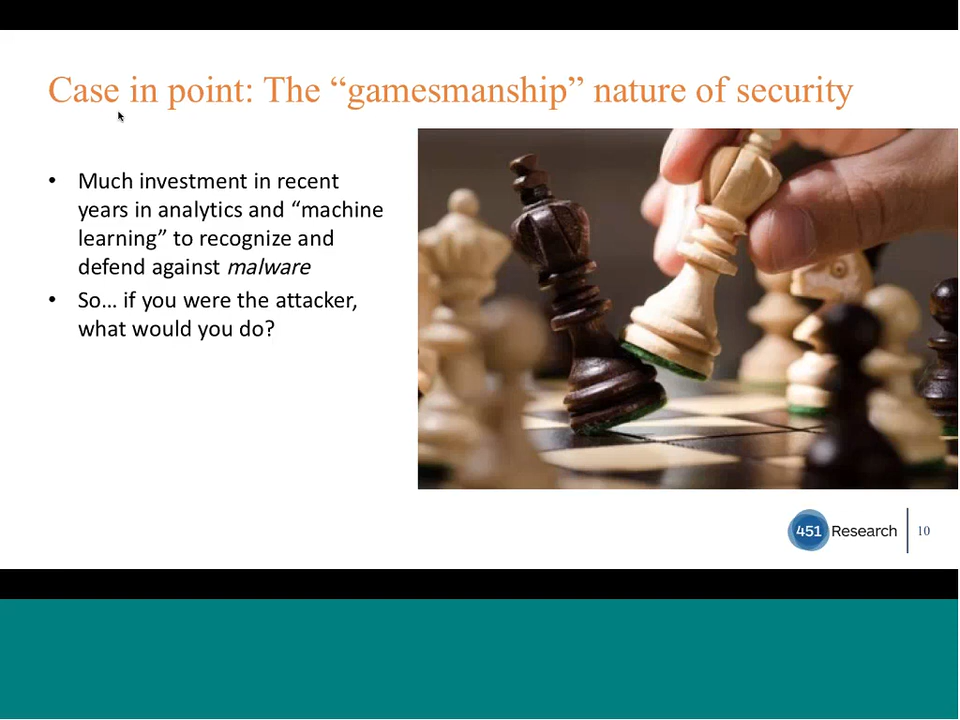 Case in point: The “gamesmanship” nature of security
• Much investment in recent
years in analytics and “machine
learning” to recognize and
defend against malware
• So… if you were the attacker,
what would you do?
451 Research 10